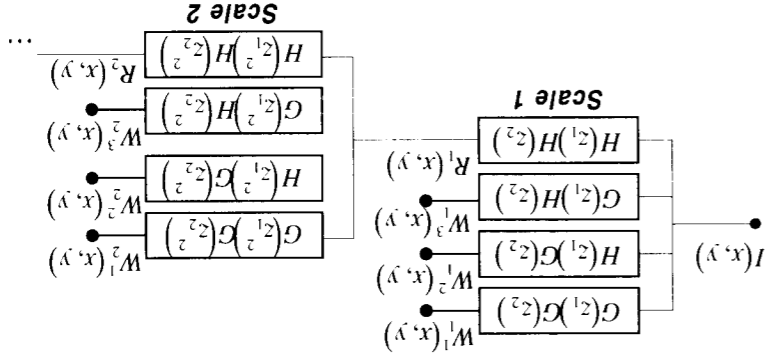 I(x, y)
G(z₁)G(z₂)
W₁¹(x, y)
H(z₁)G(z₂)
W₁²(x, y)
G(z₁)H(z₂)
W₁³(x, y)
H(z₁)H(z₂)
R₁(x, y)
Scale 1
G(z₁²)G(z₂²)
W₂¹(x, y)
H(z₁²)G(z₂²)
W₂²(x, y)
G(z₁²)H(z₂²)
W₂³(x, y)
H(z₁²)H(z₂²)
R₂(x, y)
...
Scale 2